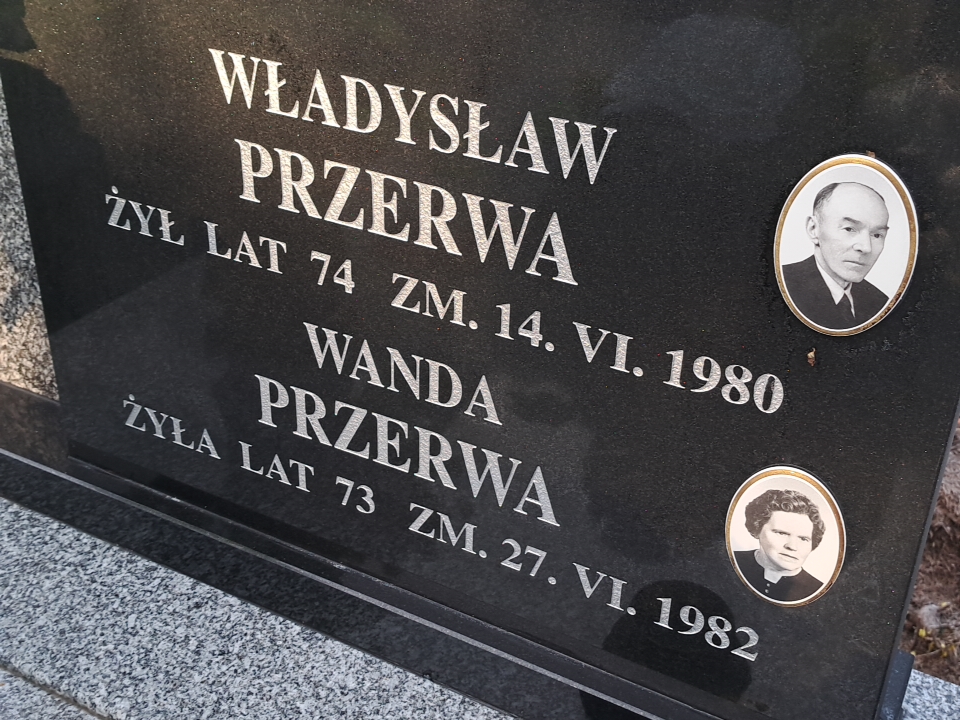 WŁADYSŁAW
PRZERWA
ŻYŁ LAT 74 ZM. 14. VI. 1980
WANDA
PRZERWA
ŻYŁA LAT 73 ZM. 27. VI. 1982